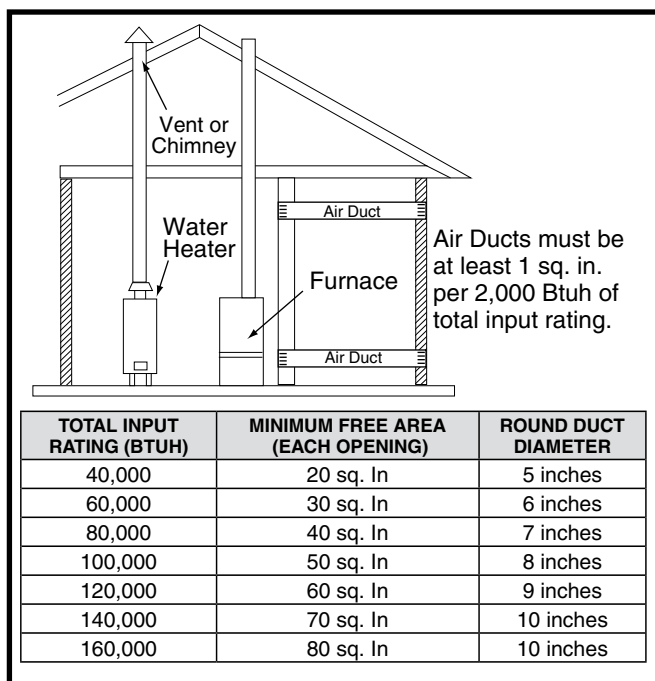 Vent or
Chimney
Water
Heater
Furnace
Air Duct
Air Duct
Air Ducts must be
at least 1 sq. in.
per 2,000 Btuh of
total input rating.
TOTAL INPUT RATING (BTUH) MINIMUM FREE AREA (EACH OPENING) ROUND DUCT DIAMETER
40,000 20 sq. In 5 inches
60,000 30 sq. In 6 inches
80,000 40 sq. In 7 inches
100,000 50 sq. In 8 inches
120,000 60 sq. In 9 inches
140,000 70 sq. In 10 inches
160,000 80 sq. In 10 inches